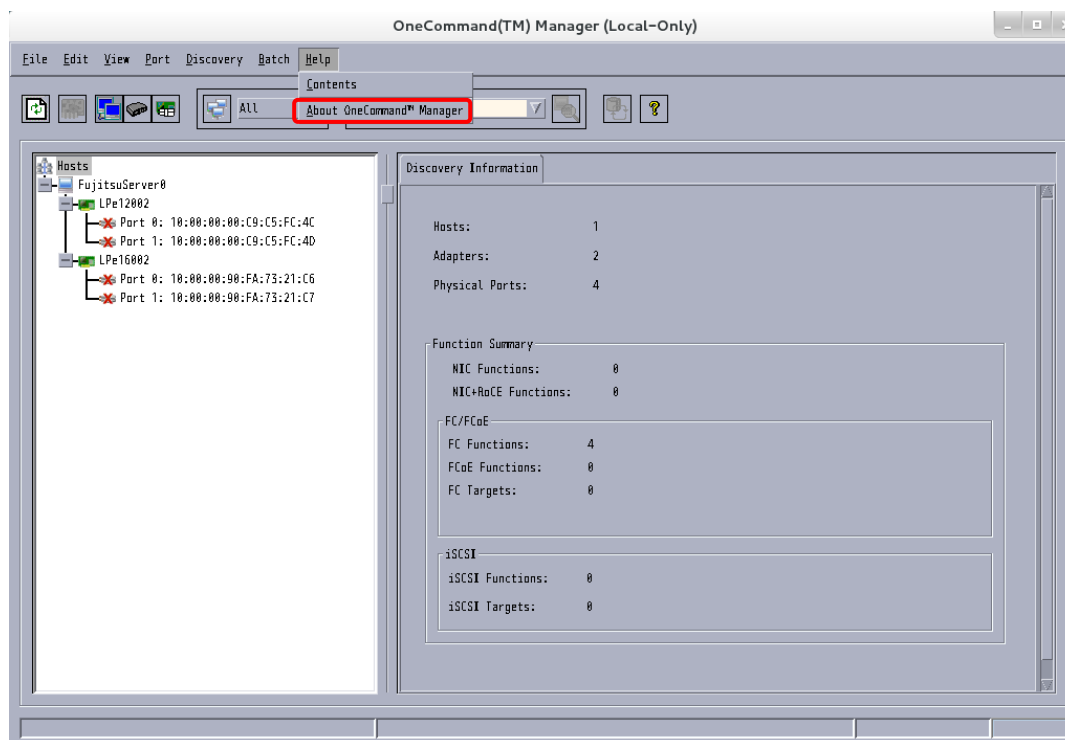 OneCommand(TM) Manager (Local-Only)
File Edit View Port Discovery Batch Help
Contents
About OneCommand™ Manager
All
Hosts
FujitsuServer0
LPe12002
Port 0: 10:00:00:00:C9:C5:FC:4C
Port 1: 10:00:00:00:C9:C5:FC:4D
LPe16002
Port 0: 10:00:00:90:FA:73:21:C6
Port 1: 10:00:00:90:FA:73:21:C7
Discovery Information
Hosts: 1
Adapters: 2
Physical Ports: 4
Function Summary
NIC Functions: 0
NIC+RoCE Functions: 0
FC/FCoE
FC Functions: 4
FCoE Functions: 0
FC Targets: 0
iSCSI
iSCSI Functions: 0
iSCSI Targets: 0